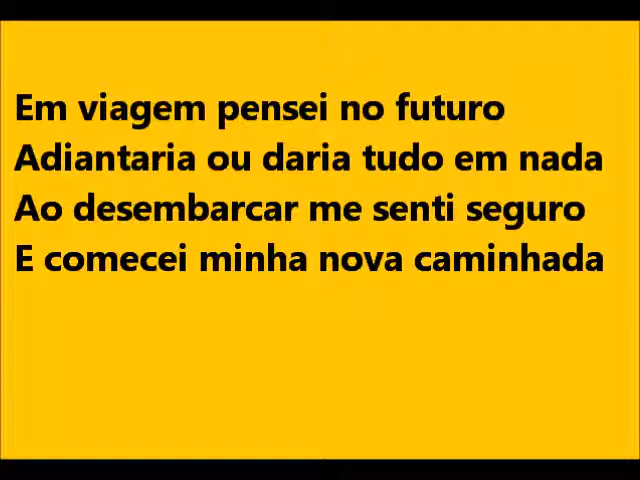 Em viagem pensei no futuro
Adiantaria ou daria tudo em nada
Ao desembarcar me senti seguro
E comecei minha nova caminhada